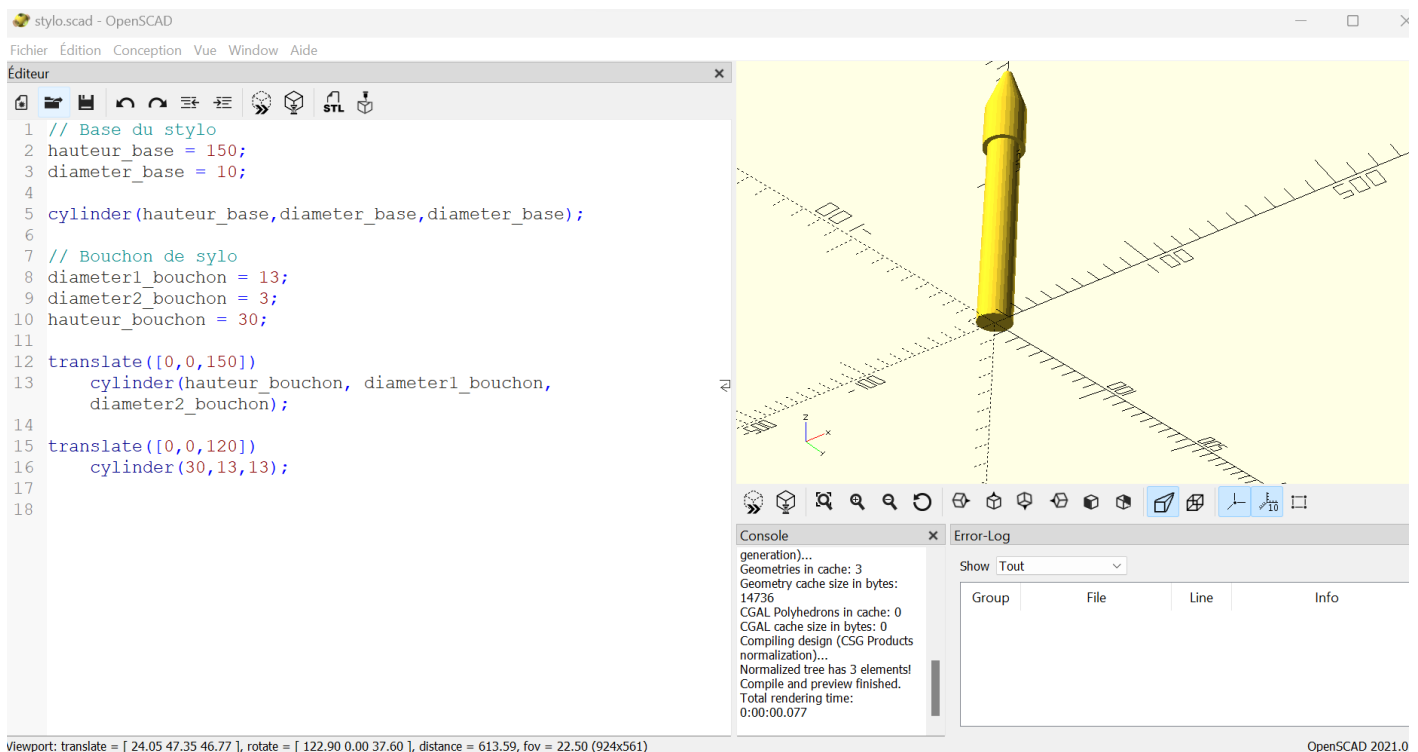 stylo.scad - OpenSCAD
Fichier Édition Conception Vue Window Aide
Éditeur
STL
1 // Base du stylo
2 hauteur_base = 150;
3 diameter_base = 10;
4
5 cylinder(hauteur_base,diameter_base,diameter_base);
6
7 // Bouchon de sylo
8 diameter1_bouchon = 13;
9 diameter2_bouchon = 3;
10 hauteur_bouchon = 30;
11
12 translate([0,0,150])
13 cylinder(hauteur_bouchon, diameter1_bouchon,
diameter2_bouchon);
14
15 translate([0,0,120])
16 cylinder(30,13,13);
17
18
z
x
y
10
Console
generation)...
Geometries in cache: 3
Geometry cache size in bytes:
14736
CGAL Polyhedrons in cache: 0
CGAL cache size in bytes: 0
Compiling design (CSG Products
normalization)...
Normalized tree has 3 elements!
Compile and preview finished.
Total rendering time:
0:00:00.077
Error-Log
Show Tout
Group File Line Info
Viewport: translate = [ 24.05 47.35 46.77 ], rotate = [ 122.90 0.00 37.60 ], distance = 613.59, fov = 22.50 (924x561)
OpenSCAD 2021.0